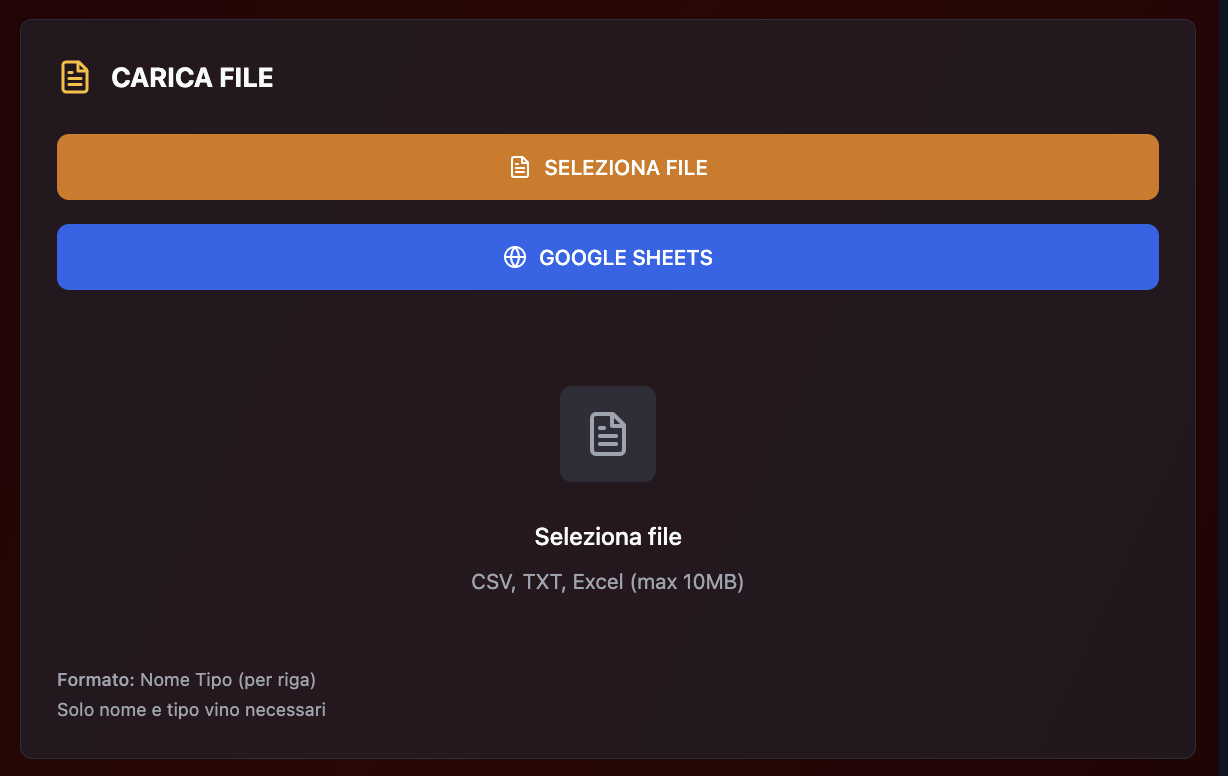 CARICA FILE
SELEZIONA FILE
GOOGLE SHEETS
Seleziona file
CSV, TXT, Excel (max 10MB)
Formato: Nome Tipo (per riga)
Solo nome e tipo vino necessari